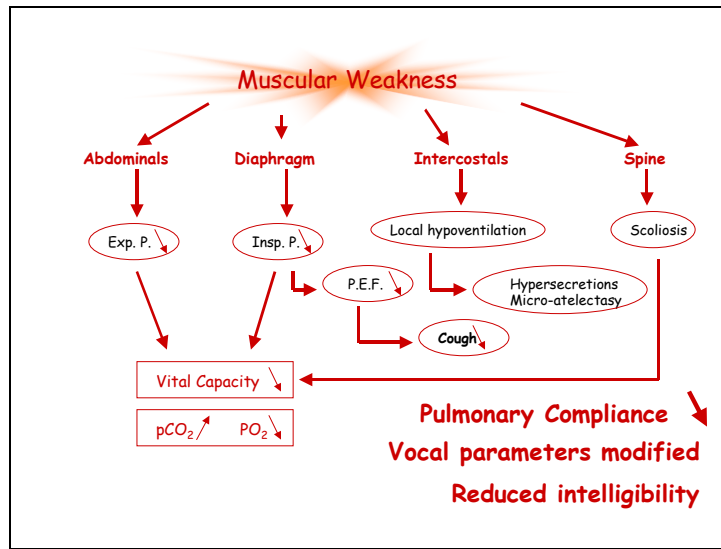 Muscular Weakness
Abdominals Diaphragm Intercostals Spine
Exp. P. Insp. P. Local hypoventilation Scoliosis
P.E.F. Hypersecretions
Micro-atelectasy
Cough
Vital Capacity
pCO₂ PO₂
Pulmonary Compliance
Vocal parameters modified
Reduced intelligibility